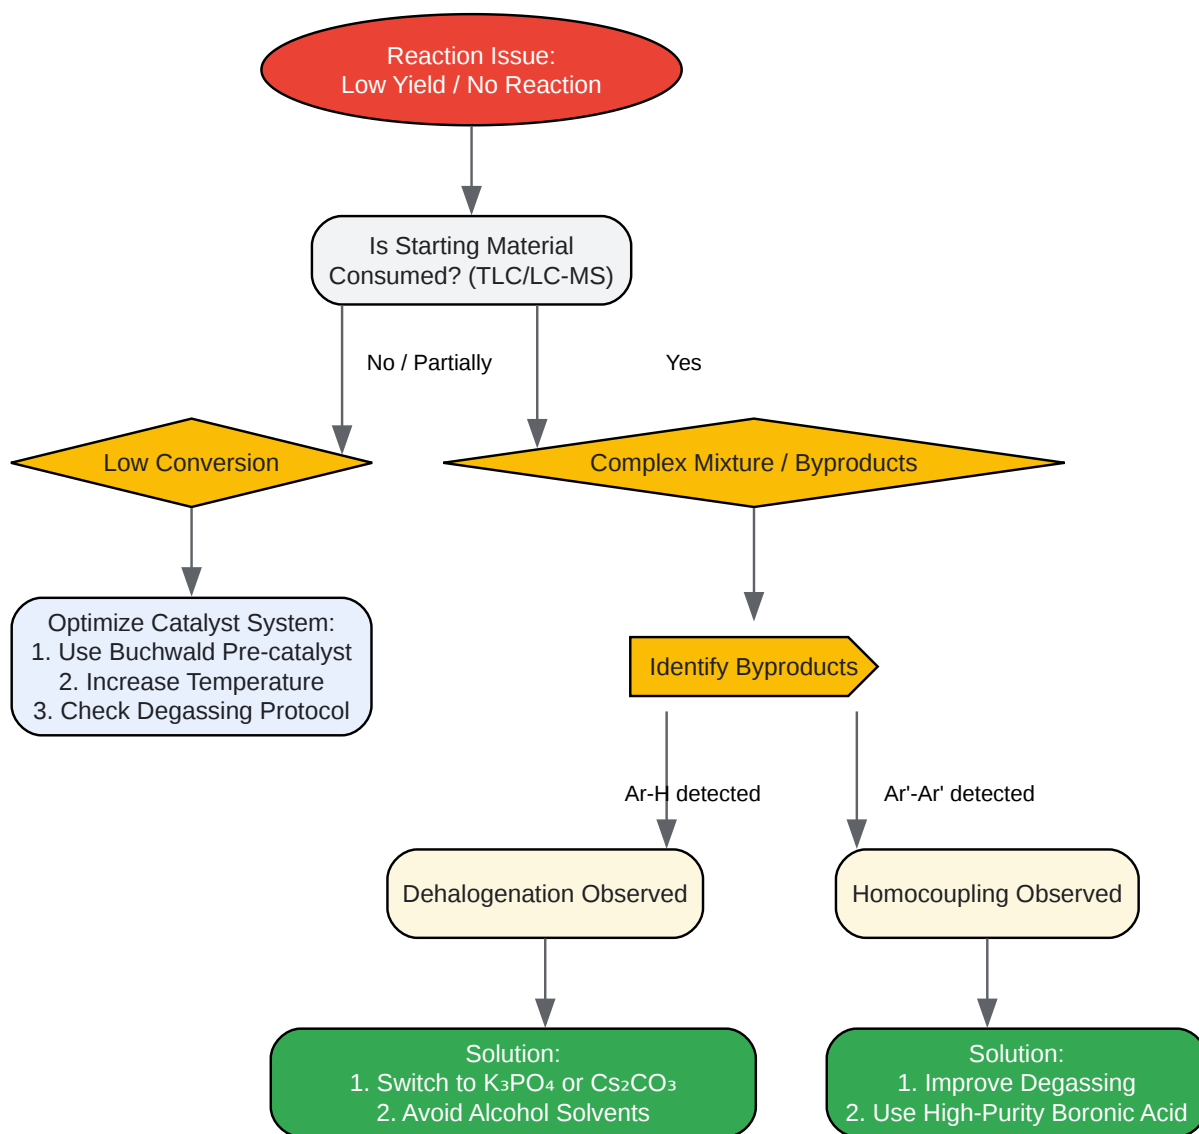 Reaction Issue:
Low Yield / No Reaction
Is Starting Material
Consumed? (TLC/LC-MS)
No / Partially
Yes
Low Conversion
Complex Mixture / Byproducts
Optimize Catalyst System:
1. Use Buchwald Pre-catalyst
2. Increase Temperature
3. Check Degassing Protocol
Identify Byproducts
Ar-H detected
Ar'-Ar' detected
Dehalogenation Observed
Homocoupling Observed
Solution:
1. Switch to K₃PO₄ or Cs₂CO₃
2. Avoid Alcohol Solvents
Solution:
1. Improve Degassing
2. Use High-Purity Boronic Acid